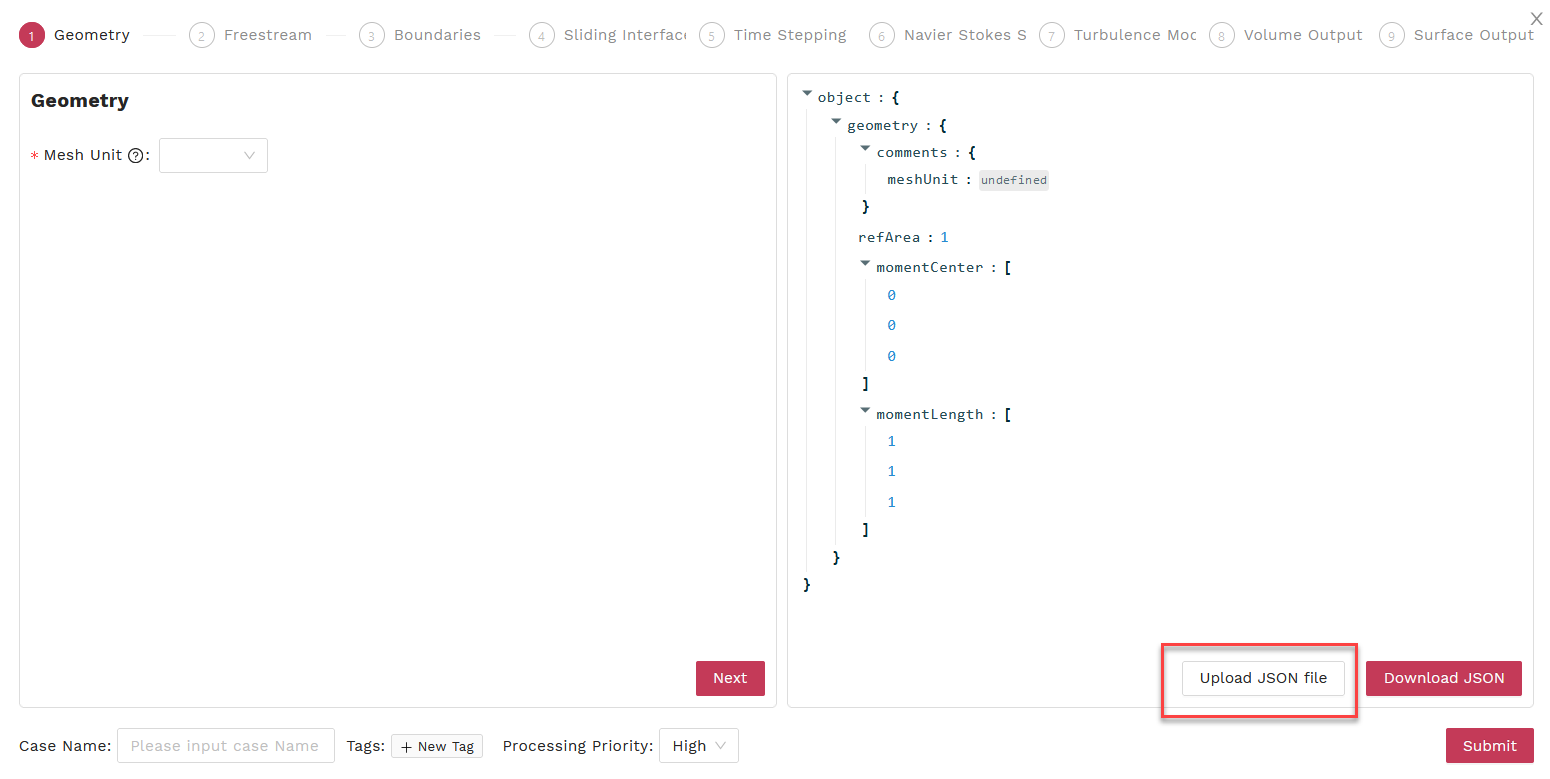 1 Geometry 2 Freestream 3 Boundaries 4 Sliding Interface 5 Time Stepping 6 Navier Stokes S 7 Turbulence Mod 8 Volume Output 9 Surface Output X
Geometry
* Mesh Unit ?:
Next
object : {
geometry : {
comments : {
meshUnit : undefined
}
refArea : 1
momentCenter : [
0
0
0
]
momentLength : [
1
1
1
]
}
}
Upload JSON file Download JSON
Case Name: Please input case Name Tags: + New Tag Processing Priority: High Submit